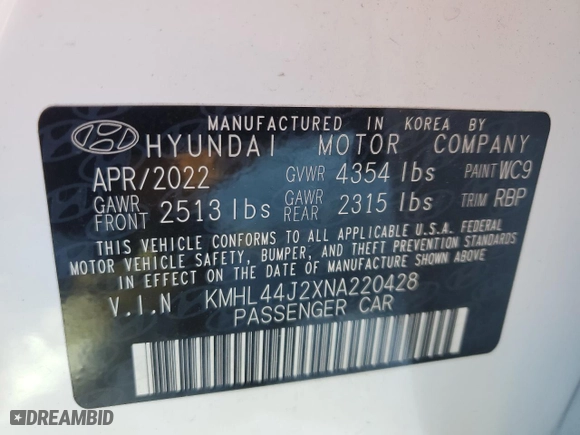 MANUFACTURED IN KOREA BY
HYUNDAI MOTOR COMPANY
APR/2022 GVWR 4354 lbs PAINT WC9
GAWR FRONT 2513 lbs GAWR REAR 2315 lbs TRIM RBP
THIS VEHICLE CONFORMS TO ALL APPLICABLE U.S.A. FEDERAL
MOTOR VEHICLE SAFETY, BUMPER, AND THEFT PREVENTION STANDARDS
IN EFFECT ON THE DATE OF MANUFACTURE SHOWN ABOVE
V.I.N KMHL44J2XNA220428
PASSENGER CAR
DREAMBID